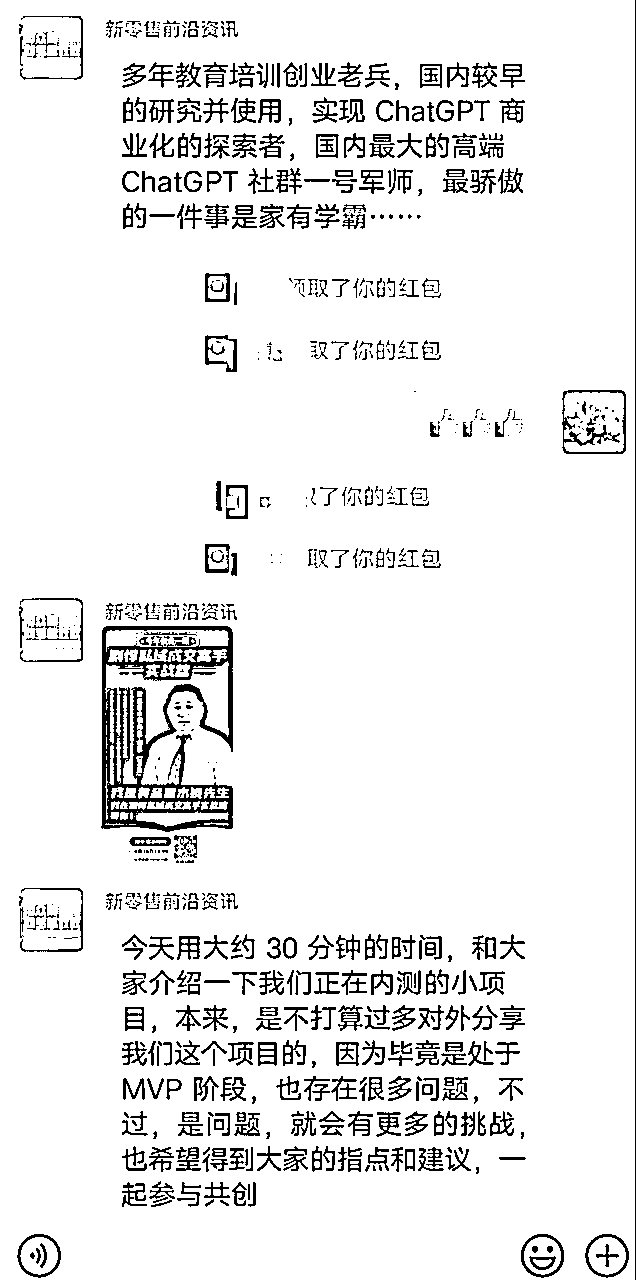 新零售前沿资讯
多年教育培训创业老兵，国内较早
的研究并使用，实现 ChatGPT 商
业化的探索者，国内最大的高端
ChatGPT 社群一号军师，最骄傲
的一件事是家有学霸……
领取了你的红包
取了你的红包
了你的红包
取了你的红包
新零售前沿资讯
新零售前沿资讯
今天用大约 30 分钟的时间，和大
家介绍一下我们正在内测的小项
目，本来，是不打算过多对外分享
我们这个项目的，因为毕竟是处于
MVP 阶段，也存在很多问题，不
过，是问题，就会有更多的挑战，
也希望得到大家的指点和建议，一
起参与共创